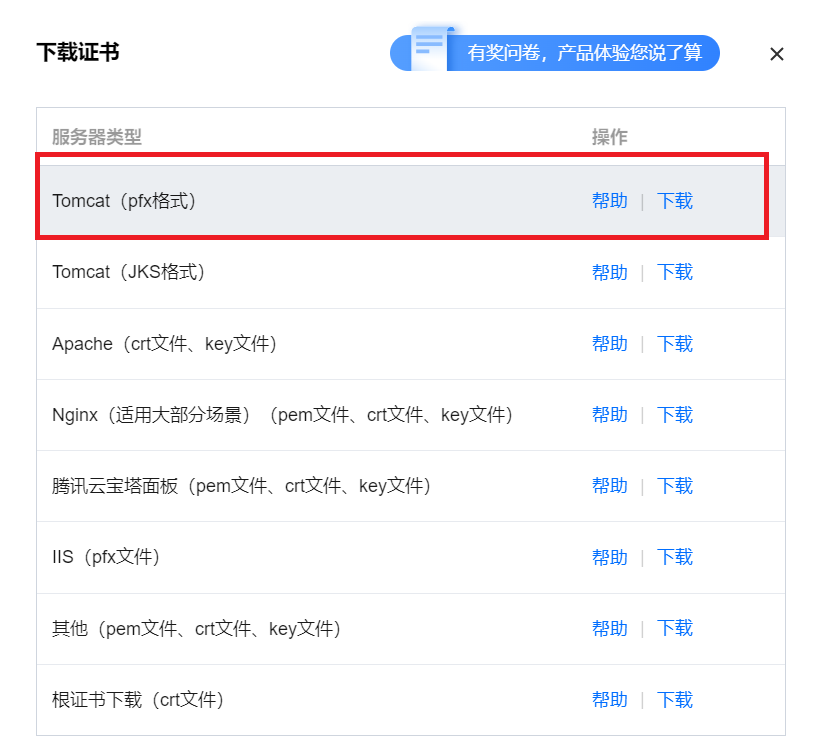 下载证书
有奖问卷，产品体验您说了算
服务器类型 操作
Tomcat（pfx格式） 帮助 | 下载
Tomcat（JKS格式） 帮助 | 下载
Apache（crt文件、key文件） 帮助 | 下载
Nginx（适用大部分场景）（pem文件、crt文件、key文件） 帮助 | 下载
腾讯云宝塔面板（pem文件、crt文件、key文件） 帮助 | 下载
IIS（pfx文件） 帮助 | 下载
其他（pem文件、crt文件、key文件） 帮助 | 下载
根证书下载（crt文件） 帮助 | 下载